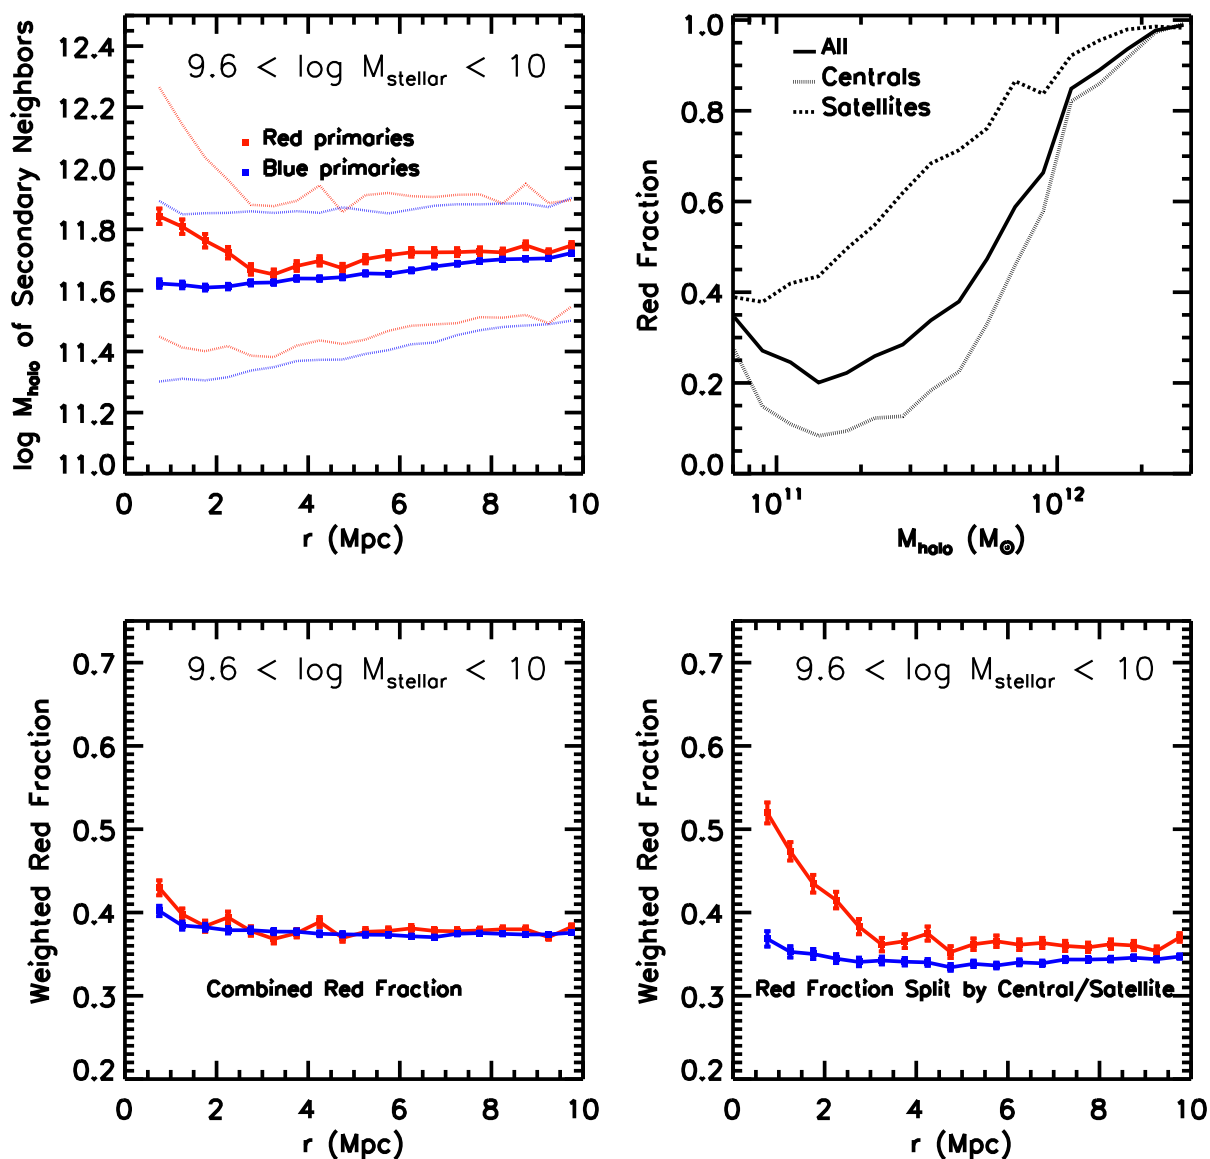 12.4
12.2
12.0
11.8
11.6
11.4
11.2
11.0
log M_halo of Secondary Neighbors
9.6 < log M_stellar < 10
Red primaries
Blue primaries
0 2 4 6 8 10
r (Mpc)
1.0
0.8
0.6
0.4
0.2
0.0
Red Fraction
All
Centrals
Satellites
10^11 10^12
M_halo (M_⊙)
0.7
0.6
0.5
0.4
0.3
0.2
Weighted Red Fraction
9.6 < log M_stellar < 10
Combined Red Fraction
0 2 4 6 8 10
r (Mpc)
0.7
0.6
0.5
0.4
0.3
0.2
Weighted Red Fraction
9.6 < log M_stellar < 10
Red Fraction Split by Central/Satellite
0 2 4 6 8 10
r (Mpc)